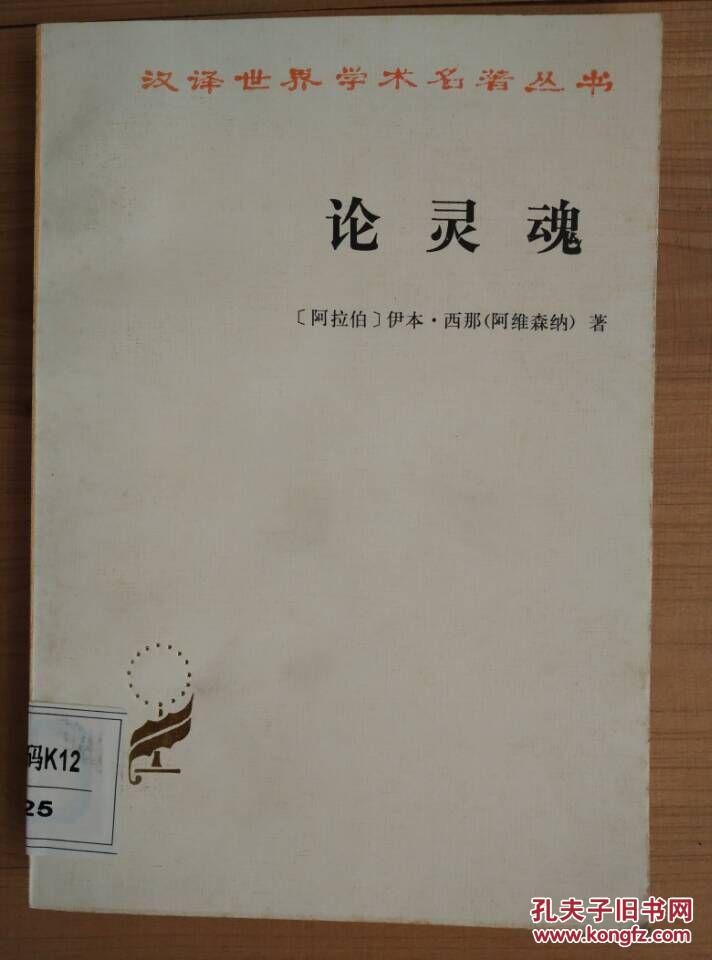 汉译世界学术名著丛书
论灵魂
〔阿拉伯〕伊本·西那(阿维森纳) 著
码K12
25
孔夫子旧书网
www.kongfz.com